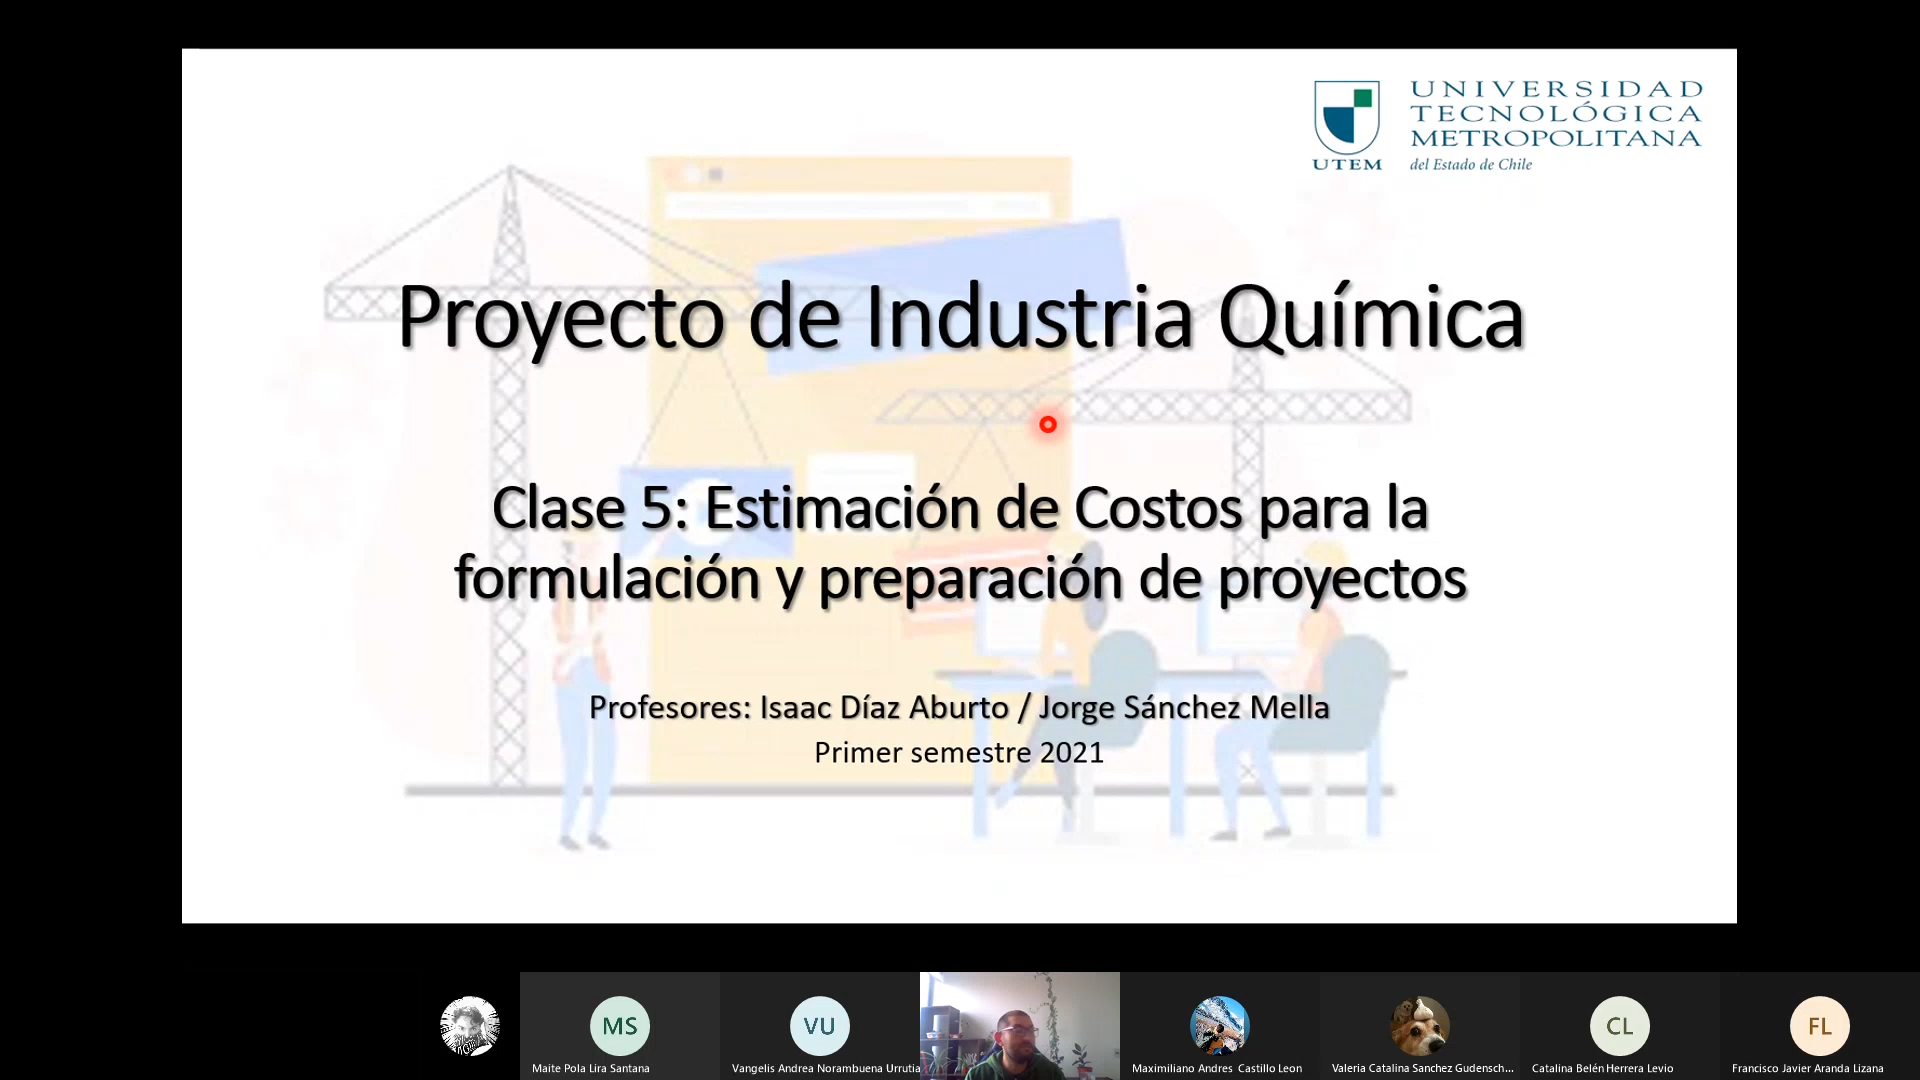 UNIVERSIDAD
TECNOLÓGICA
METROPOLITANA
UTEM
del Estado de Chile
Proyecto de Industria Química
Clase 5: Estimación de Costos para la
formulación y preparación de proyectos
Profesores: Isaac Díaz Aburto / Jorge Sánchez Mella
Primer semestre 2021
MS
VU
CL
FL
Maite Pola Lira Santana
Vangelis Andrea Norambuena Urrutia
Maximiliano Andres Castillo Leon
Valeria Catalina Sanchez Gudensch...
Catalina Belén Herrera Levio
Francisco Javier Aranda Lizana